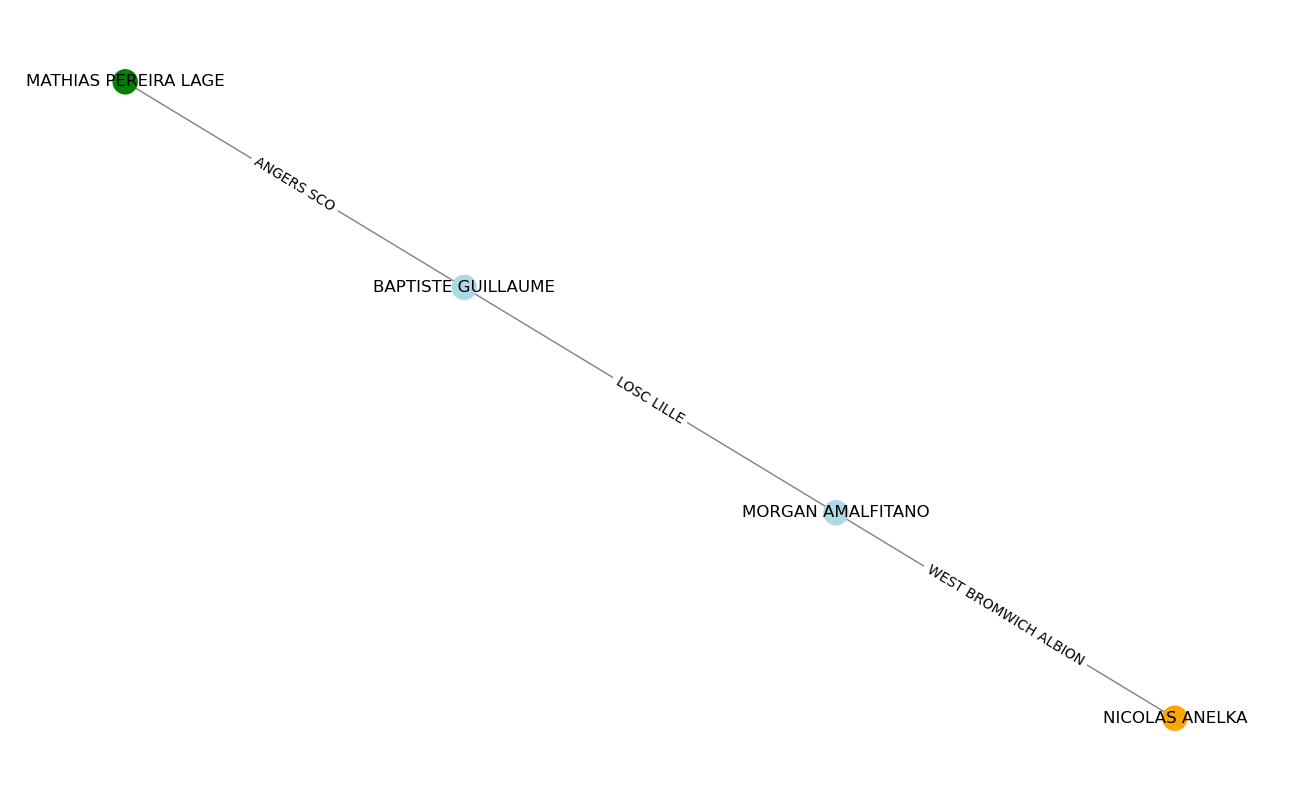 MATHIAS PEREIRA LAGE
ANGERS SCO
BAPTISTE GUILLAUME
LOSC LILLE
MORGAN AMALFITANO
WEST BROMWICH ALBION
NICOLAS ANELKA